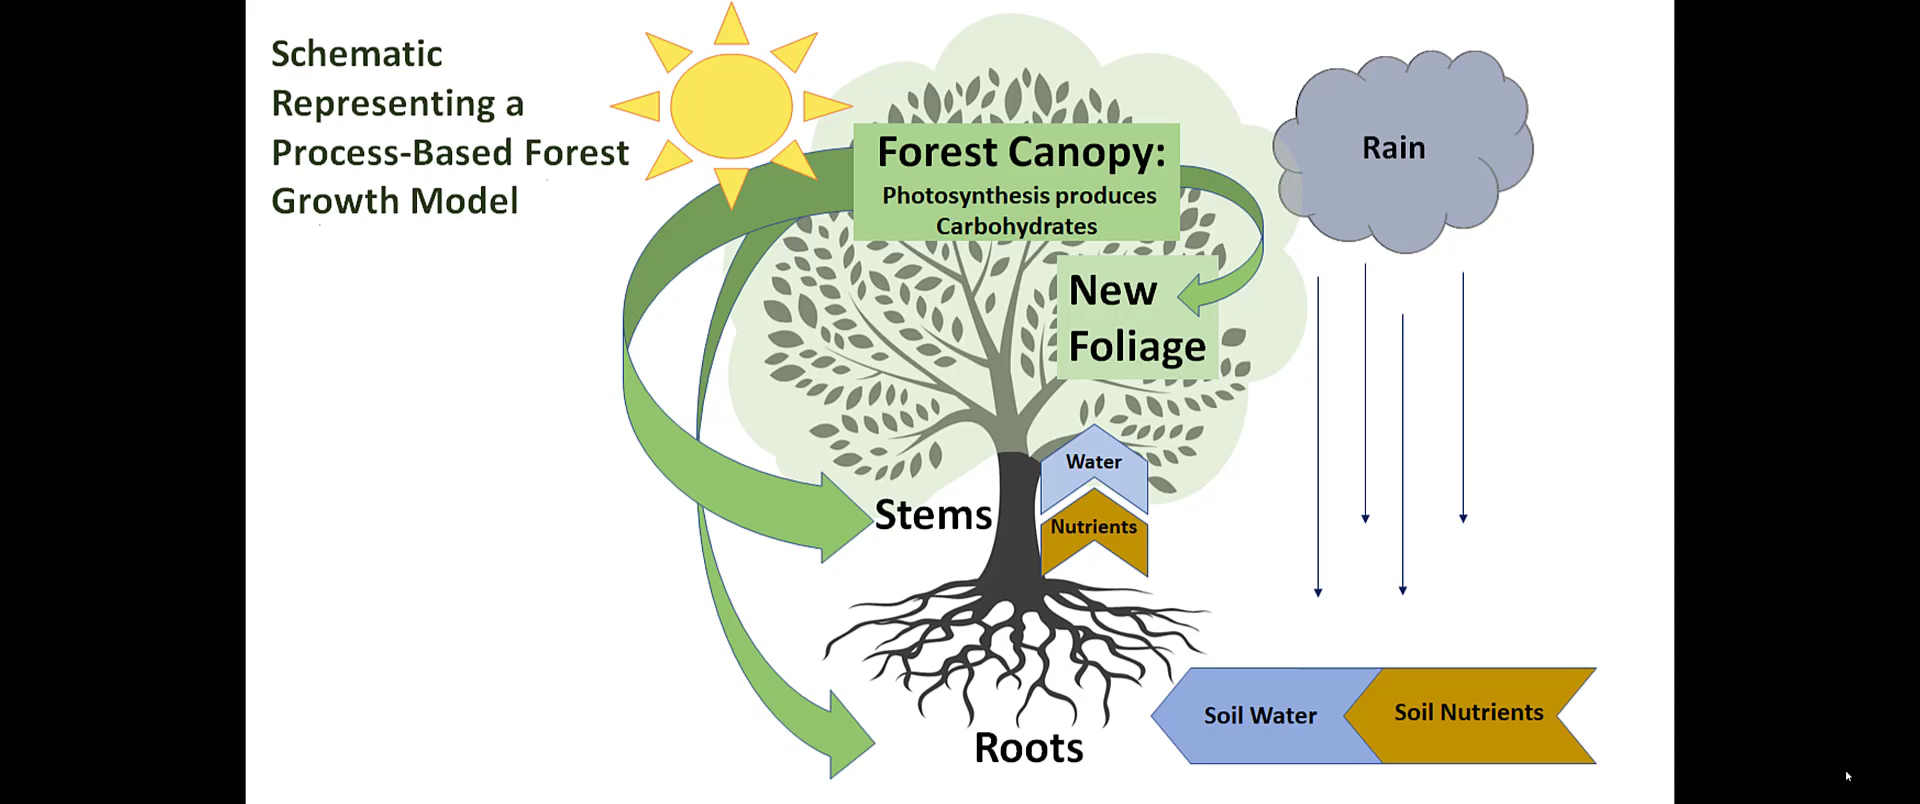 Schematic
Representing a
Process-Based Forest
Growth Model
Forest Canopy:
Photosynthesis produces
Carbohydrates
Rain
New
Foliage
Water
Stems
Nutrients
Soil Water
Soil Nutrients
Roots